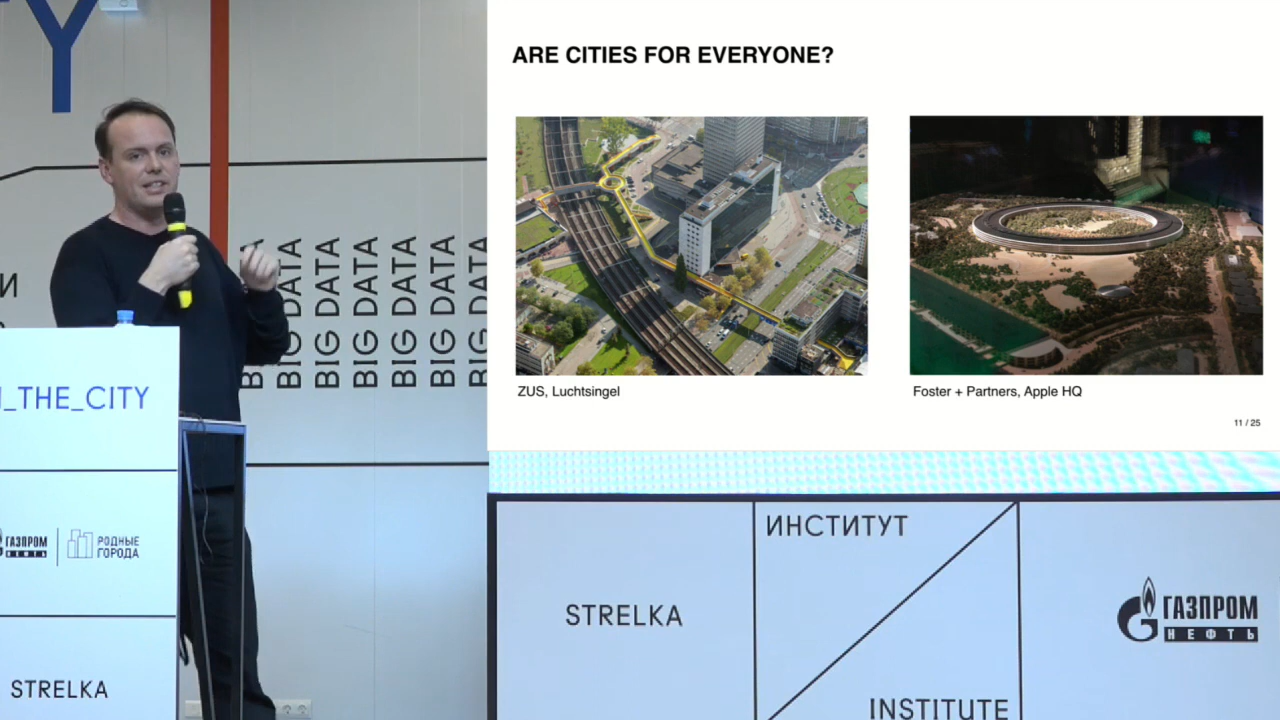 Y
ARE CITIES FOR EVERYONE?
ZUS, Luchtsingel
Foster + Partners, Apple HQ
11 / 25
И
BIG DATA
BIG DATA
BIG DATA
BIG DATA
BIG DATA
BIG DATA
_THE_CITY
ГАЗПРОМ
НЕФТЬ
РОДНЫЕ
ГОРОДА
STRELKA
STRELKA
ИНСТИТУТ
INSTITUTE
ГАЗПРОМ
НЕФТЬ